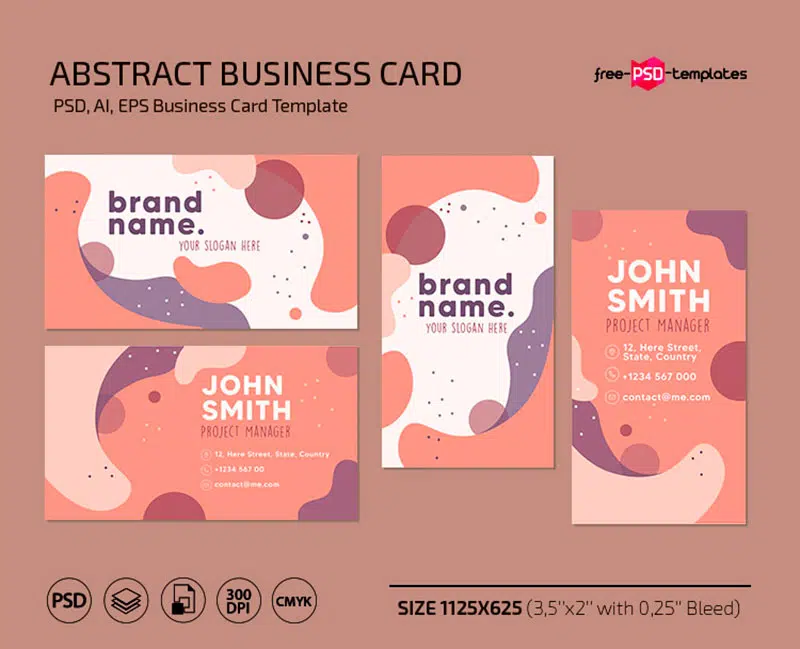 ABSTRACT BUSINESS CARD
PSD, AI, EPS Business Card Template
free-PSD-templates
brand
name.
YOUR SLOGAN HERE
brand
name.
YOUR SLOGAN HERE
JOHN
SMITH
PROJECT MANAGER
12, Here Street,
State, Country
+1234 567 000
contact@me.com
JOHN
SMITH
PROJECT MANAGER
12, Here Street, State, Country
+1234 567 00
contact@me.com
PSD
300
DPI
CMYK
SIZE 1125X625 (3,5''x2'' with 0,25'' Bleed)